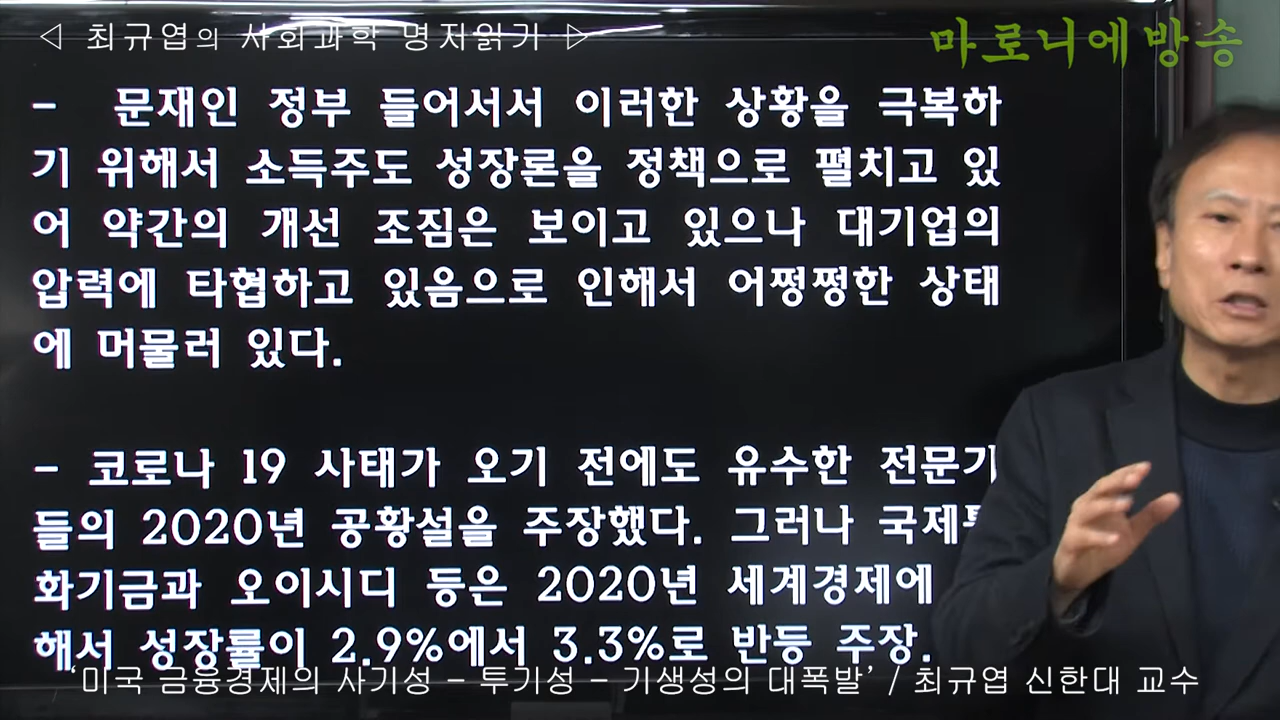 ◁ 최규엽의 사회과학 명저읽기 ▷
마로니에방송
- 문재인 정부 들어서서 이러한 상황을 극복하
기 위해서 소득주도 성장론을 정책으로 펼치고 있
어 약간의 개선 조짐은 보이고 있으나 대기업의
압력에 타협하고 있음으로 인해서 어쩡쩡한 상태
에 머물러 있다.
- 코로나 19 사태가 오기 전에도 유수한 전문가
들의 2020년 공황설을 주장했다. 그러나 국제통
화기금과 오이시디 등은 2020년 세계경제에
해서 성장률이 2.9%에서 3.3%로 반등 주장.
‘미국 금융경제의 사기성 - 투기성 - 기생성의 대폭발’ / 최규엽 신한대 교수